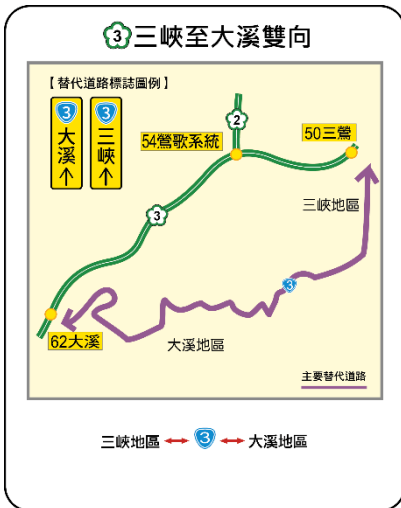 3 三峽至大溪雙向
【替代道路標誌圖例】
3 大溪↑
3 三峽↑
2
54鶯歌系統
50三鶯
三峽地區
3
3
62大溪
大溪地區
主要替代道路
三峽地區 ↔ 3 ↔ 大溪地區